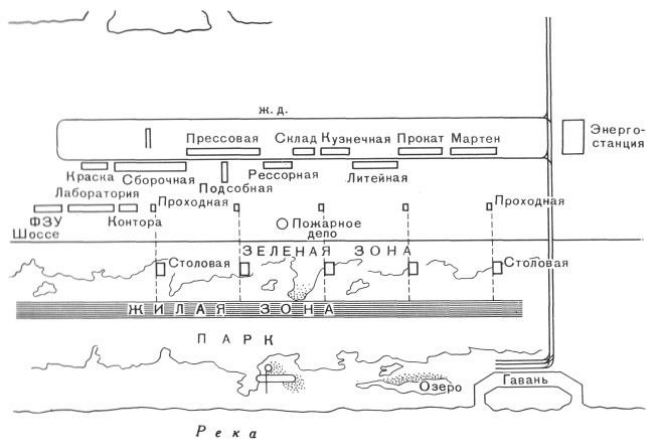 ж. д.
Прессовая Склад Кузнечная Прокат Мартен
Энерго-
станция
Краска Сборочная Подсобная Рессорная Литейная
Лаборатория
ФЗУ Контора Проходная Пожарное
депо
Проходная
Шоссе
ЗЕЛЕНАЯ ЗОНА
Столовая Столовая
ЖИЛАЯ ЗОНА
ПАРК
Озеро Гавань
Река